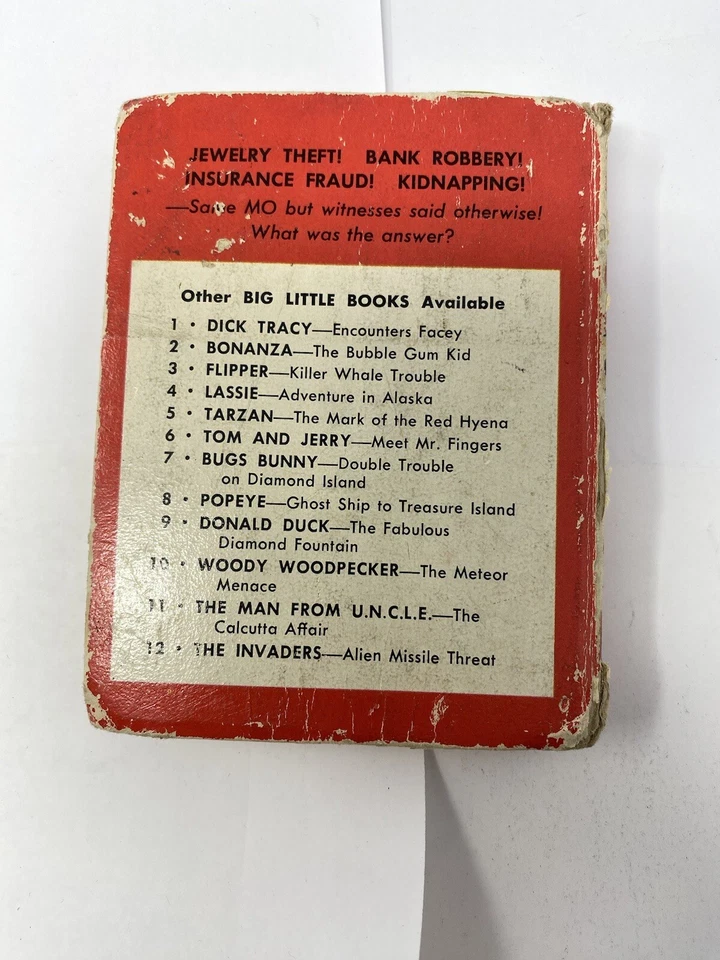 JEWELRY THEFT! BANK ROBBERY!
INSURANCE FRAUD! KIDNAPPING!
—Same MO but witnesses said otherwise!
What was the answer?
Other BIG LITTLE BOOKS Available
1 • DICK TRACY—Encounters Facey
2 • BONANZA—The Bubble Gum Kid
3 • FLIPPER—Killer Whale Trouble
4 • LASSIE—Adventure in Alaska
5 • TARZAN—The Mark of the Red Hyena
6 • TOM AND JERRY—Meet Mr. Fingers
7 • BUGS BUNNY—Double Trouble
on Diamond Island
8 • POPEYE—Ghost Ship to Treasure Island
9 • DONALD DUCK—The Fabulous
Diamond Fountain
10 • WOODY WOODPECKER—The Meteor
Menace
11 • THE MAN FROM U.N.C.L.E.—The
Calcutta Affair
12 • THE INVADERS—Alien Missile Threat